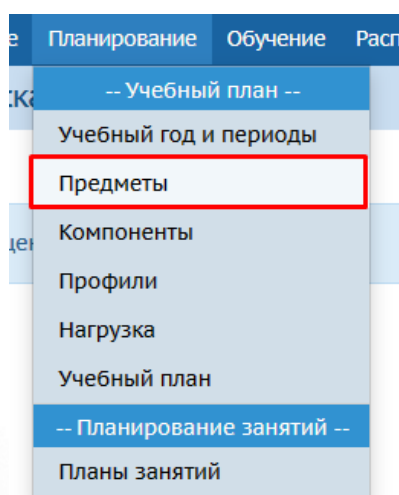 Планирование Обучение
-- Учебный план --
Учебный год и периоды
Предметы
Компоненты
Профили
Нагрузка
Учебный план
-- Планирование занятий --
Планы занятий